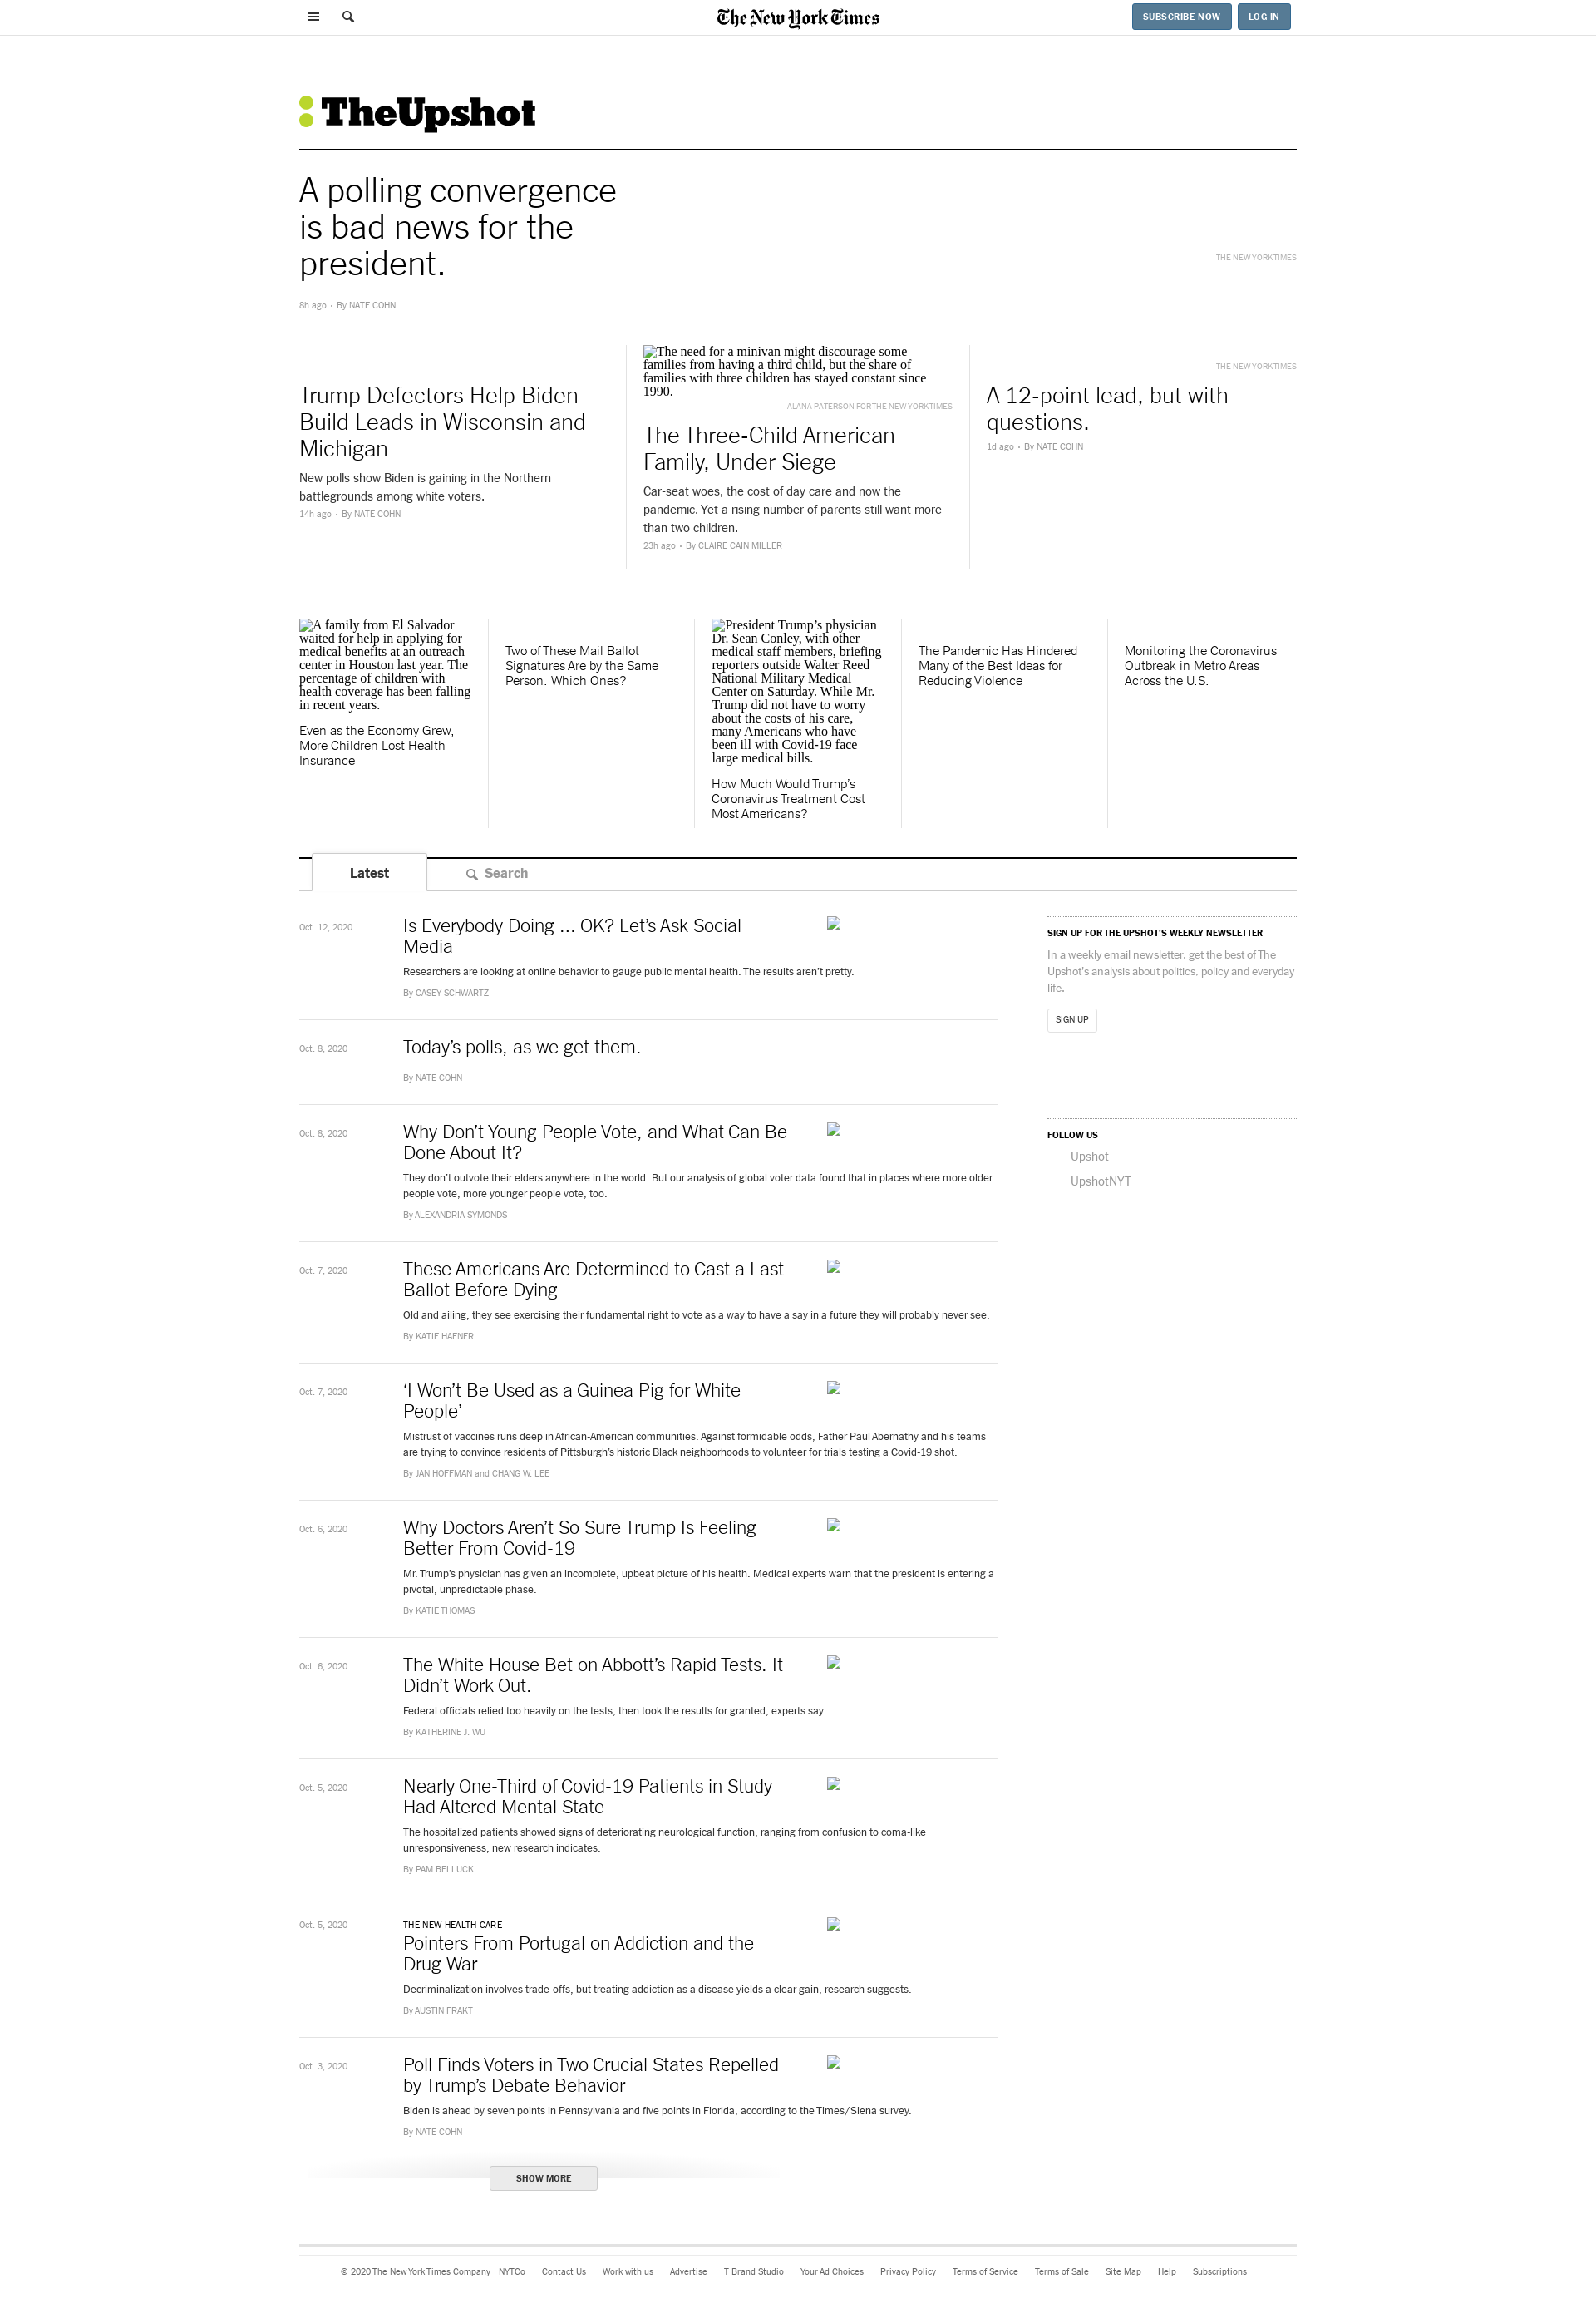 The New York Times
SUBSCRIBE NOW
LOG IN
TheUpshot
A polling convergence
is bad news for the
president.
THE NEW YORK TIMES
8h ago • By NATE COHN
Trump Defectors Help Biden
Build Leads in Wisconsin and
Michigan
New polls show Biden is gaining in the Northern
battlegrounds among white voters.
14h ago • By NATE COHN
The need for a minivan might discourage some
families from having a third child, but the share of
families with three children has stayed constant since
1990.
ALANA PATERSON FOR THE NEW YORK TIMES
The Three-Child American
Family, Under Siege
Car-seat woes, the cost of day care and now the
pandemic. Yet a rising number of parents still want more
than two children.
23h ago • By CLAIRE CAIN MILLER
THE NEW YORK TIMES
A 12-point lead, but with
questions.
1d ago • By NATE COHN
A family from El Salvador
waited for help in applying for
medical benefits at an outreach
center in Houston last year. The
percentage of children with
health coverage has been falling
in recent years.
Even as the Economy Grew,
More Children Lost Health
Insurance
Two of These Mail Ballot
Signatures Are by the Same
Person. Which Ones?
President Trump’s physician
Dr. Sean Conley, with other
medical staff members, briefing
reporters outside Walter Reed
National Military Medical
Center on Saturday. While Mr.
Trump did not have to worry
about the costs of his care,
many Americans who have
been ill with Covid-19 face
large medical bills.
How Much Would Trump’s
Coronavirus Treatment Cost
Most Americans?
The Pandemic Has Hindered
Many of the Best Ideas for
Reducing Violence
Monitoring the Coronavirus
Outbreak in Metro Areas
Across the U.S.
Latest
Search
Oct. 12, 2020
Is Everybody Doing ... OK? Let’s Ask Social
Media
Researchers are looking at online behavior to gauge public mental health. The results aren’t pretty.
By CASEY SCHWARTZ
Oct. 8, 2020
Today’s polls, as we get them.
By NATE COHN
Oct. 8, 2020
Why Don’t Young People Vote, and What Can Be
Done About It?
They don’t outvote their elders anywhere in the world. But our analysis of global voter data found that in places where more older
people vote, more younger people vote, too.
By ALEXANDRIA SYMONDS
Oct. 7, 2020
These Americans Are Determined to Cast a Last
Ballot Before Dying
Old and ailing, they see exercising their fundamental right to vote as a way to have a say in a future they will probably never see.
By KATIE HAFNER
Oct. 7, 2020
‘I Won’t Be Used as a Guinea Pig for White
People’
Mistrust of vaccines runs deep in African-American communities. Against formidable odds, Father Paul Abernathy and his teams
are trying to convince residents of Pittsburgh’s historic Black neighborhoods to volunteer for trials testing a Covid-19 shot.
By JAN HOFFMAN and CHANG W. LEE
Oct. 6, 2020
Why Doctors Aren’t So Sure Trump Is Feeling
Better From Covid-19
Mr. Trump’s physician has given an incomplete, upbeat picture of his health. Medical experts warn that the president is entering a
pivotal, unpredictable phase.
By KATIE THOMAS
Oct. 6, 2020
The White House Bet on Abbott’s Rapid Tests. It
Didn’t Work Out.
Federal officials relied too heavily on the tests, then took the results for granted, experts say.
By KATHERINE J. WU
Oct. 5, 2020
Nearly One-Third of Covid-19 Patients in Study
Had Altered Mental State
The hospitalized patients showed signs of deteriorating neurological function, ranging from confusion to coma-like
unresponsiveness, new research indicates.
By PAM BELLUCK
Oct. 5, 2020
THE NEW HEALTH CARE
Pointers From Portugal on Addiction and the
Drug War
Decriminalization involves trade-offs, but treating addiction as a disease yields a clear gain, research suggests.
By AUSTIN FRAKT
Oct. 3, 2020
Poll Finds Voters in Two Crucial States Repelled
by Trump’s Debate Behavior
Biden is ahead by seven points in Pennsylvania and five points in Florida, according to the Times/Siena survey.
By NATE COHN
SHOW MORE
SIGN UP FOR THE UPSHOT’S WEEKLY NEWSLETTER
In a weekly email newsletter, get the best of The
Upshot’s analysis about politics, policy and everyday
life.
SIGN UP
FOLLOW US
Upshot
UpshotNYT
© 2020 The New York Times Company NYTCo Contact Us Work with us Advertise T Brand Studio Your Ad Choices Privacy Policy Terms of Service Terms of Sale Site Map Help Subscriptions